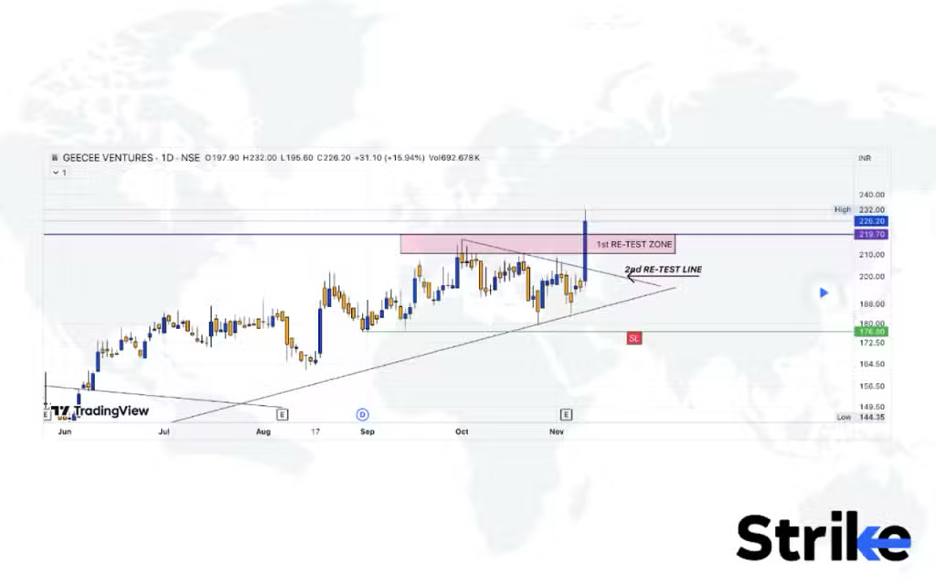 GEECEE VENTURES · 1D · NSE O197.90 H232.00 L195.60 C226.20 +31.10 (+15.94%) Vol692.678K
INR
1
240.00
High 232.00
226.20
219.70
1st RE-TEST ZONE
210.00
2nd RE-TEST LINE
200.00
188.00
180.00
176.80
SL
172.50
164.50
156.50
149.50
TradingView
E
E
D
E
Low 144.35
Jun Jul Aug 17 Sep Oct Nov
Strike